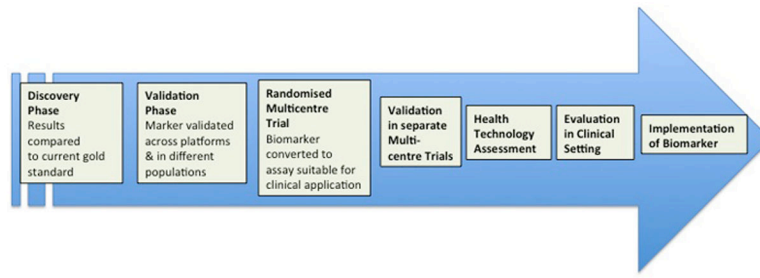 Discovery
Phase
Results
compared
to current gold
standard
Validation
Phase
Marker validated
across platforms
& in different
populations
Randomised
Multicentre
Trial
Biomarker
converted to
assay suitable for
clinical application
Validation
in separate
Multi-
centre Trials
Health
Technology
Assessment
Evaluation
in Clinical
Setting
Implementation
of Biomarker